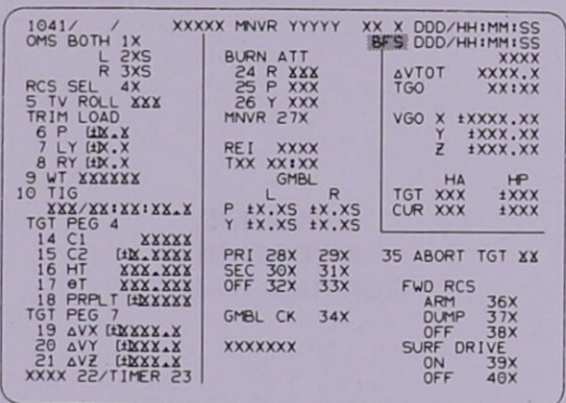 1041/ / XXXXX MNVR YYYYY XX X DDD/HH:MM:SS
OMS BOTH 1X BFS DDD/HH:MM:SS
L 2XS BURN ATT XXXX
R 3XS 24 R XXX ΔVTOT XXXX.X
RCS SEL 4X 25 P XXX TGO XX:XX
5 TV ROLL XXX 26 Y XXX
TRIM LOAD MNVR 27X VGO X ±XXXX.XX
6 P [±]X.X Y ±XXX.XX
7 LY [±]X.X REI XXXX Z ±XXX.XX
8 RY [±]X.X TXX XX:XX
9 WT XXXXXX GMBL HA HP
10 TIG L R TGT XXX ±XXX
XXX/XX:XX:XX.X P ±X.XS ±X.XS CUR XXX ±XXX
TGT PEG 4 Y ±X.XS ±X.XS
14 C1 XXXXX PRI 28X 29X 35 ABORT TGT XX
15 C2 [±]X.XXXX SEC 30X 31X
16 HT XXX.XXX OFF 32X 33X FWD RCS
17 θT XXX.XXX ARM 36X
18 PRPLT [±]XXXXX GMBL CK 34X DUMP 37X
TGT PEG 7 OFF 38X
19 ΔVX [±]XXXX.X XXXXXXX SURF DRIVE
20 ΔVY [±]XXX.X ON 39X
21 ΔVZ [±]XXX.X OFF 40X
XXXX 22/TIMER 23